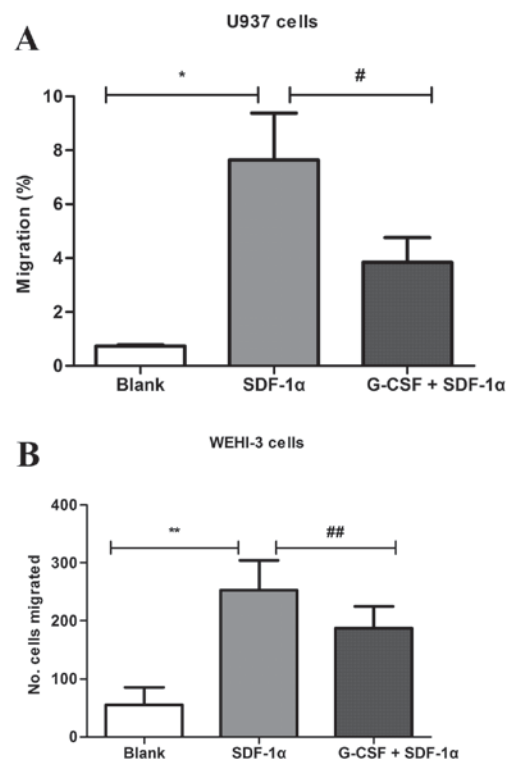 U937 cells
A
*
#
10
8
6
4
2
0
Migration (%)
Blank
SDF-1α
G-CSF + SDF-1α
WEHI-3 cells
B
**
##
400
300
200
100
0
No. cells migrated
Blank
SDF-1α
G-CSF + SDF-1α